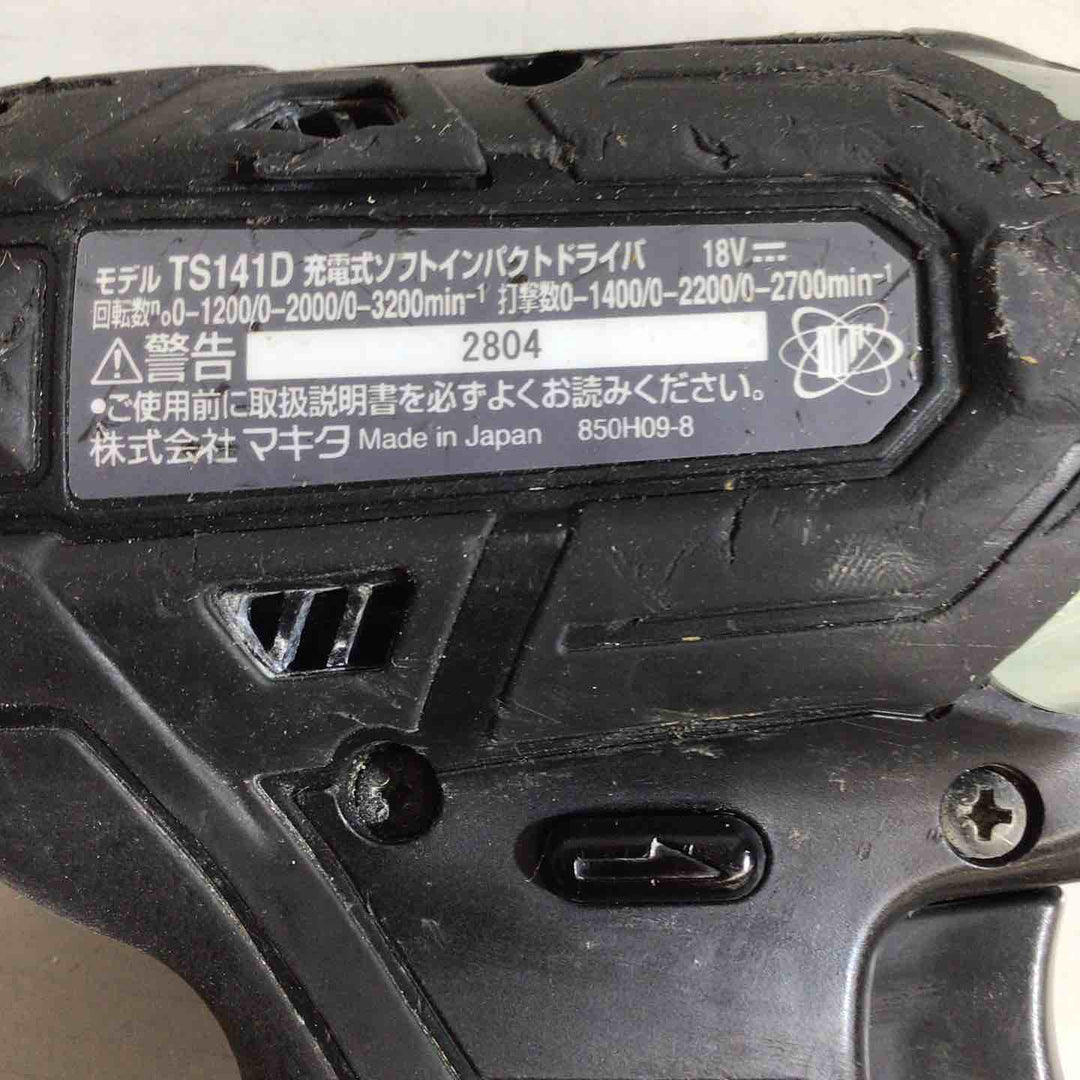 モデル TS141D 充電式ソフトインパクトドライバ 18V
回転数n₀0-1200/0-2000/0-3200min⁻¹ 打撃数0-1400/0-2200/0-2700min⁻¹
警告 2804
●ご使用前に取扱説明書を必ずよくお読みください。
株式会社マキタ Made in Japan 850H09-8